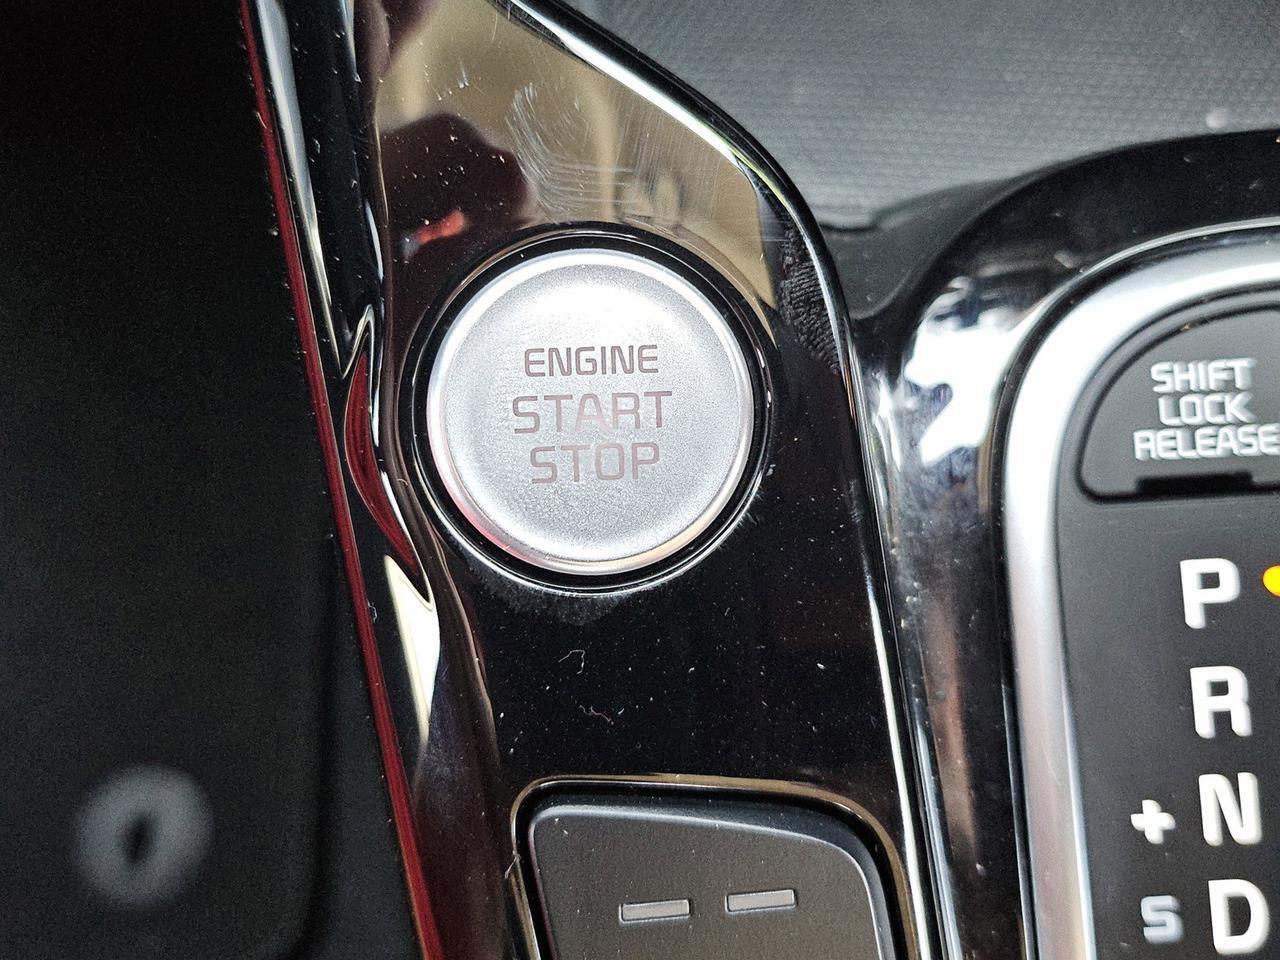 ENGINE
START
STOP
SHIFT
LOCK
RELEASE
P
R
N
+
S
D